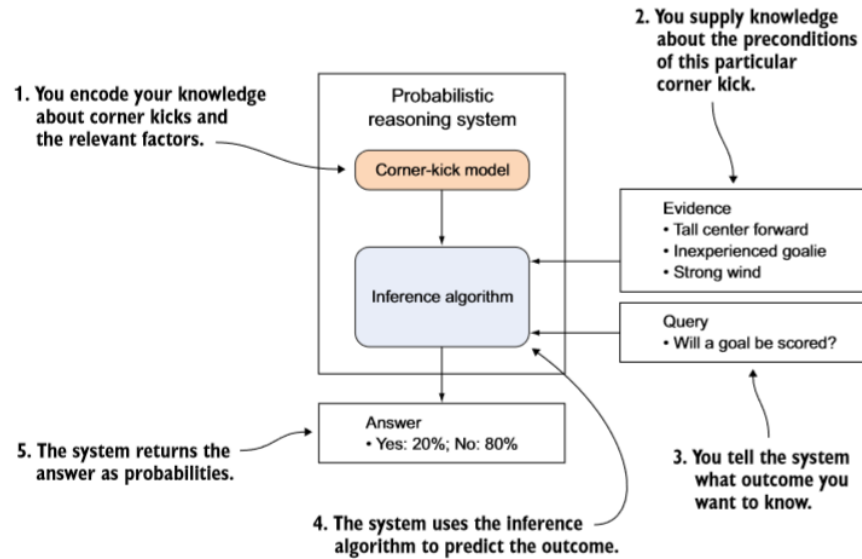 2. You supply knowledge
about the preconditions
of this particular
corner kick.
1. You encode your knowledge
about corner kicks and
the relevant factors.
Probabilistic
reasoning system
Corner-kick model
Evidence
• Tall center forward
• Inexperienced goalie
• Strong wind
Inference algorithm
Query
• Will a goal be scored?
Answer
• Yes: 20%; No: 80%
5. The system returns the
answer as probabilities.
3. You tell the system
what outcome you
want to know.
4. The system uses the inference
algorithm to predict the outcome.